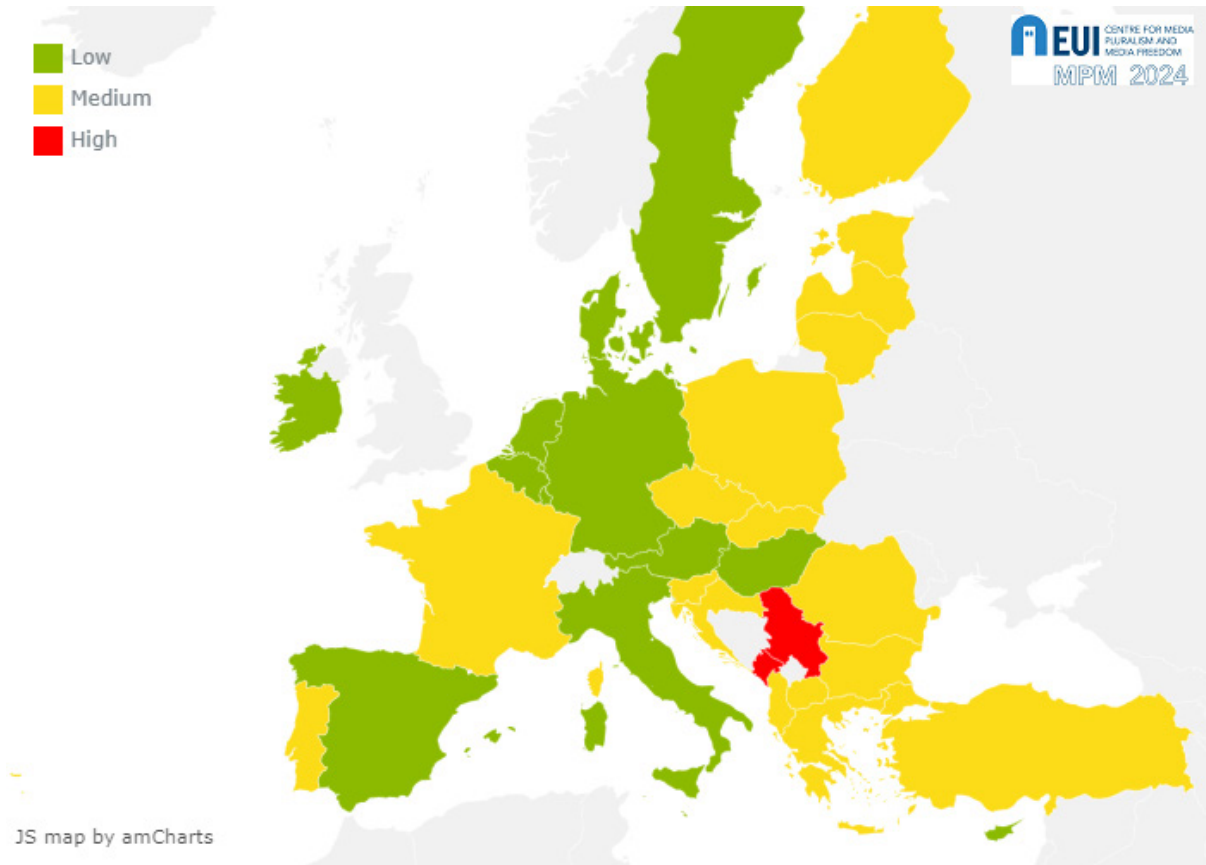 Low
Medium
High
EUI
CENTRE FOR MEDIA
PLURALISM AND
MEDIA FREEDOM
MPM 2024
JS map by amCharts